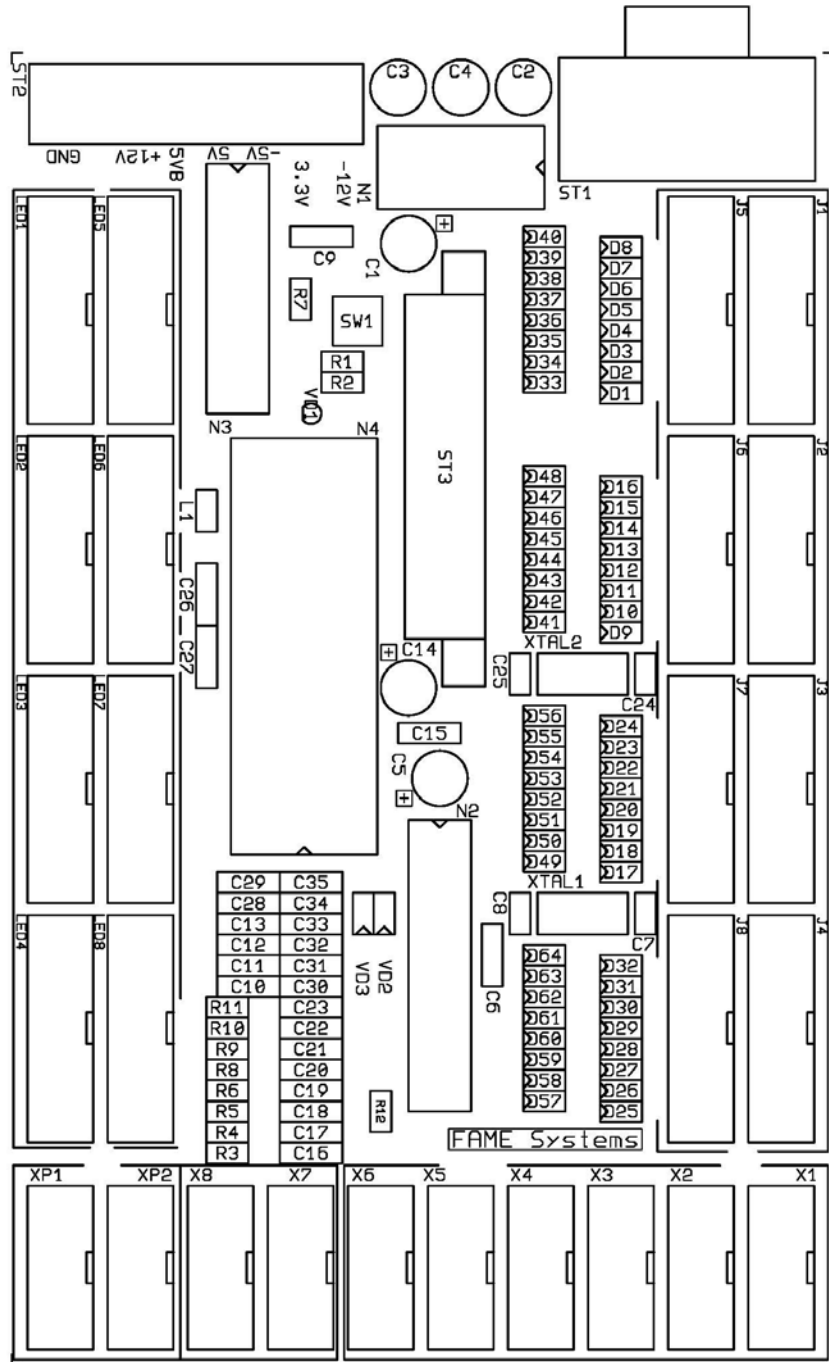 ST2
C3
C4
C2
GND
+12V
5VB
5V
-5V
3.3V
-12V
N1
ST1
LED1
LED5
C9
C1
+
D40
D39
D38
D37
D36
D35
D34
D33
D8
D7
D6
D5
D4
D3
D2
D1
J5
J1
R7
SW1
R1
R2
VD1
N3
N4
ST3
LED2
LED6
L1
C26
C27
D48
D47
D46
D45
D44
D43
D42
D41
D16
D15
D14
D13
D12
D11
D10
D9
J6
J2
XTAL2
C25
C24
+
C14
C15
C5
+
N2
LED3
LED7
D56
D55
D54
D53
D52
D51
D50
D49
D24
D23
D22
D21
D20
D19
D18
D17
J7
J3
XTAL1
C8
C7
C6
LED4
LED8
C29
C35
C28
C34
C13
C33
C12
C32
C11
C31
C10
C30
R11
C23
R10
C22
R9
C21
R8
C20
R6
C19
R5
C18
R4
C17
R3
C16
VD3
VD2
R12
D64
D63
D62
D61
D60
D59
D58
D57
D32
D31
D30
D29
D28
D27
D26
D25
J8
J4
FAME Systems
XP1
XP2
X8
X7
X6
X5
X4
X3
X2
X1